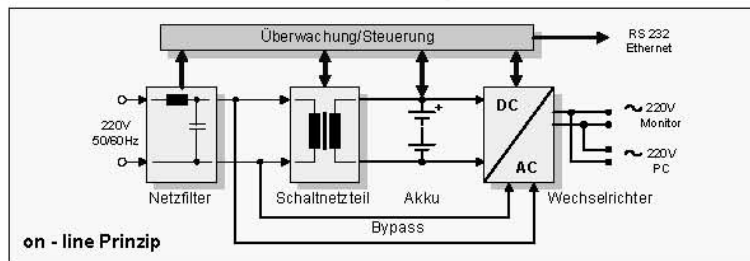 Überwachung/Steuerung
RS 232
Ethernet
220V
50/60Hz
+
DC
AC
~ 220V
Monitor
~ 220V
PC
Netzfilter
Schaltnetzteil
Akku
Wechselrichter
Bypass
on - line Prinzip